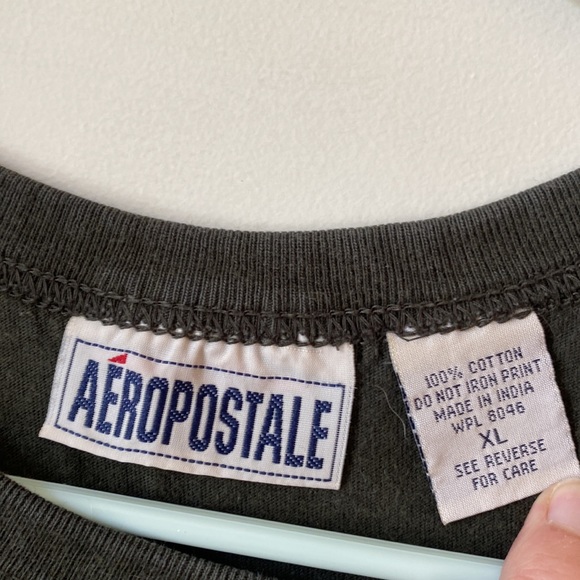 AÉROPOSTALE
100% COTTON
DO NOT IRON PRINT
MADE IN INDIA
WPL 8046
XL
SEE REVERSE
FOR CARE